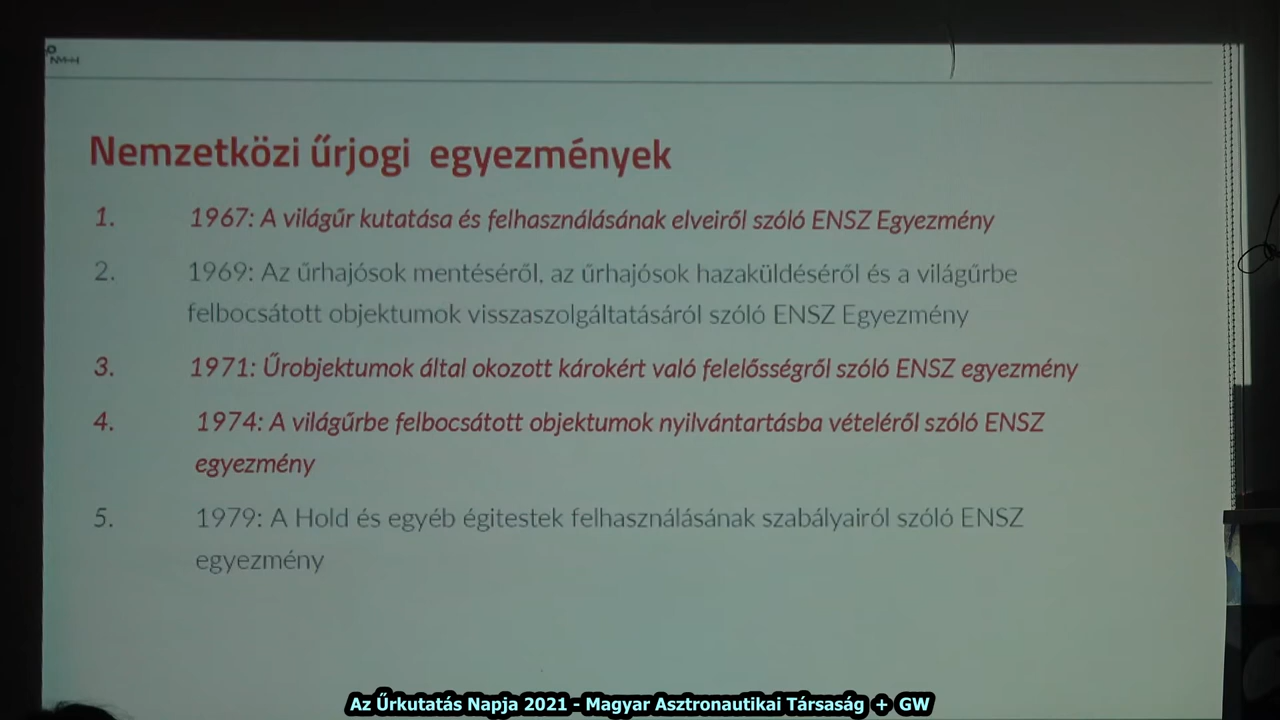 NMHH
Nemzetközi űrjogi egyezmények
1. 1967: A világűr kutatása és felhasználásának elveiről szóló ENSZ Egyezmény
2. 1969: Az űrhajósok mentéséről, az űrhajósok hazaküldéséről és a világűrbe
felbocsátott objektumok visszaszolgáltatásáról szóló ENSZ Egyezmény
3. 1971: Űrobjektumok által okozott károkért való felelősségről szóló ENSZ egyezmény
4. 1974: A világűrbe felbocsátott objektumok nyilvántartásba vételéről szóló ENSZ
egyezmény
5. 1979: A Hold és egyéb égitestek felhasználásának szabályairól szóló ENSZ
egyezmény
Az Űrkutatás Napja 2021 - Magyar Asztronautikai Társaság + GW